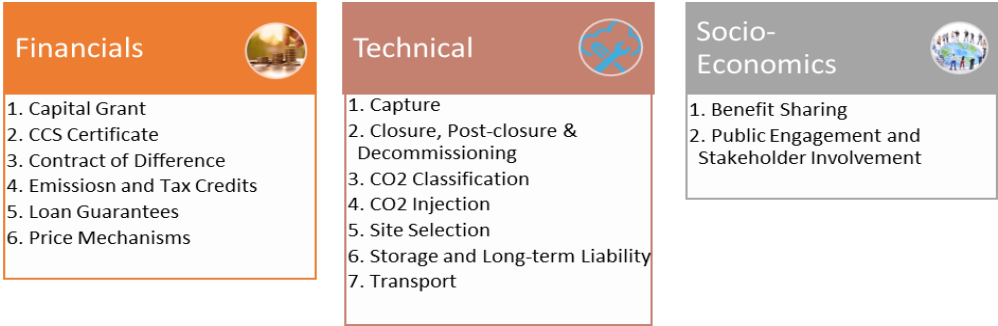 Financials
1. Capital Grant
2. CCS Certificate
3. Contract of Difference
4. Emissiosn and Tax Credits
5. Loan Guarantees
6. Price Mechanisms
Technical
1. Capture
2. Closure, Post-closure &
Decommissioning
3. CO2 Classification
4. CO2 Injection
5. Site Selection
6. Storage and Long-term Liability
7. Transport
Socio-
Economics
1. Benefit Sharing
2. Public Engagement and
Stakeholder Involvement